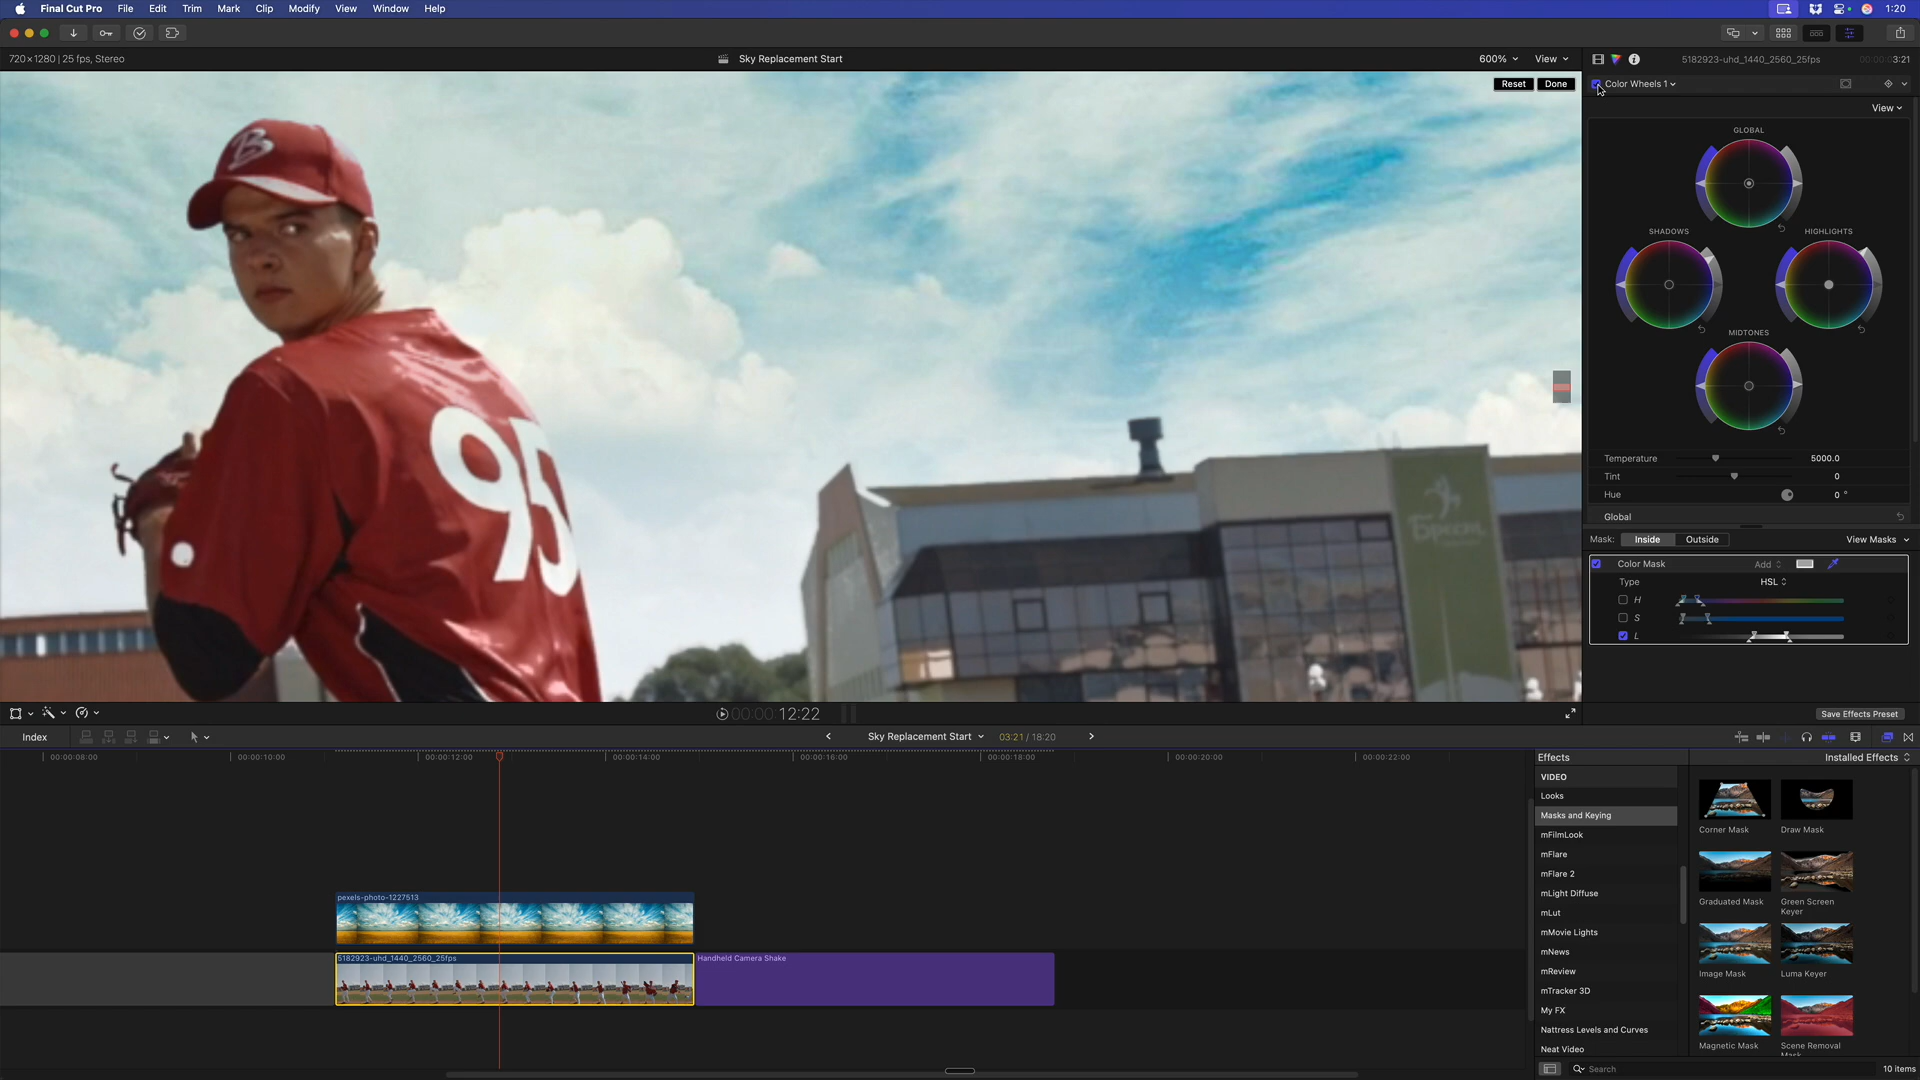 Final Cut Pro File Edit Trim Mark Clip Modify View Window Help 1:20
720×1280 | 25 fps, Stereo
Sky Replacement Start
600% View
5182923-uhd_1440_2560_25fps
00:00:03:21
Reset Done
Color Wheels 1
View
GLOBAL
SHADOWS
HIGHLIGHTS
MIDTONES
Temperature 5000.0
Tint 0
Hue 0 °
Global
Mask: Inside Outside View Masks
Color Mask Add
Type HSL
H
S
L
Save Effects Preset
B
95
Брест
00:00:00:12:22
Index
Sky Replacement Start 03:21 / 18:20
00:00:08:00 00:00:10:00 00:00:12:00 00:00:14:00 00:00:16:00 00:00:18:00 00:00:20:00 00:00:22:00
pexels-photo-1227513
5182923-uhd_1440_2560_25fps
Handheld Camera Shake
Effects Installed Effects
VIDEO
Looks
Masks and Keying
mFilmLook
mFlare
mFlare 2
mLight Diffuse
mLut
mMovie Lights
mNews
mReview
mTracker 3D
My FX
Nattress Levels and Curves
Neat Video
Corner Mask
Draw Mask
Graduated Mask
Green Screen
Keyer
Image Mask
Luma Keyer
Magnetic Mask
Scene Removal
Mask
Search
10 items